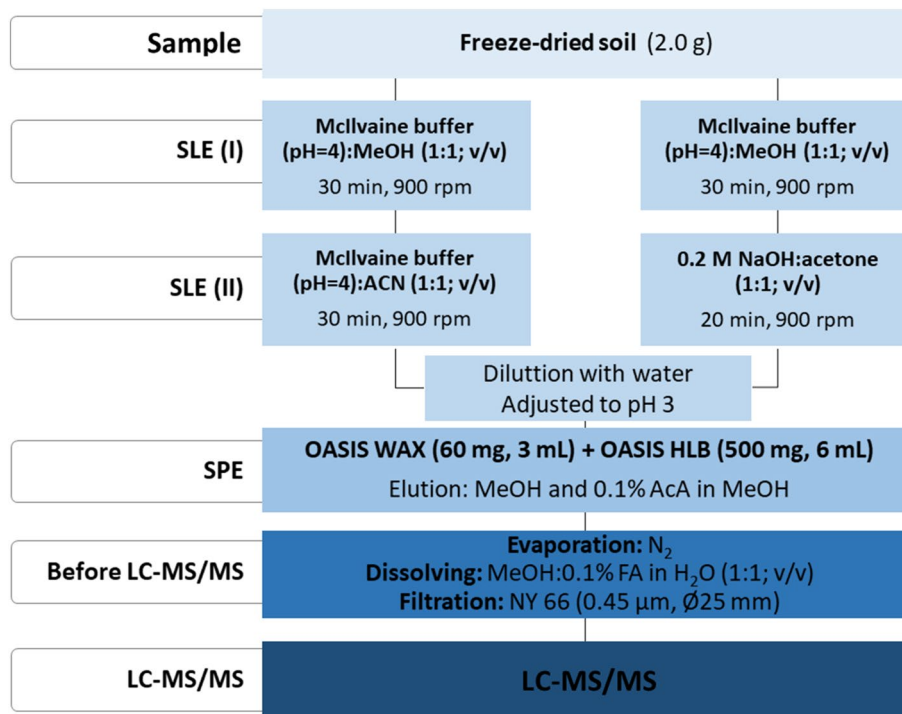 Sample
Freeze-dried soil (2.0 g)
SLE (I)
McIlvaine buffer
(pH=4):MeOH (1:1; v/v)
30 min, 900 rpm
McIlvaine buffer
(pH=4):MeOH (1:1; v/v)
30 min, 900 rpm
SLE (II)
McIlvaine buffer
(pH=4):ACN (1:1; v/v)
30 min, 900 rpm
0.2 M NaOH:acetone
(1:1; v/v)
20 min, 900 rpm
Diluttion with water
Adjusted to pH 3
SPE
OASIS WAX (60 mg, 3 mL) + OASIS HLB (500 mg, 6 mL)
Elution: MeOH and 0.1% AcA in MeOH
Before LC-MS/MS
Evaporation: N₂
Dissolving: MeOH:0.1% FA in H₂O (1:1; v/v)
Filtration: NY 66 (0.45 µm, Ø25 mm)
LC-MS/MS
LC-MS/MS